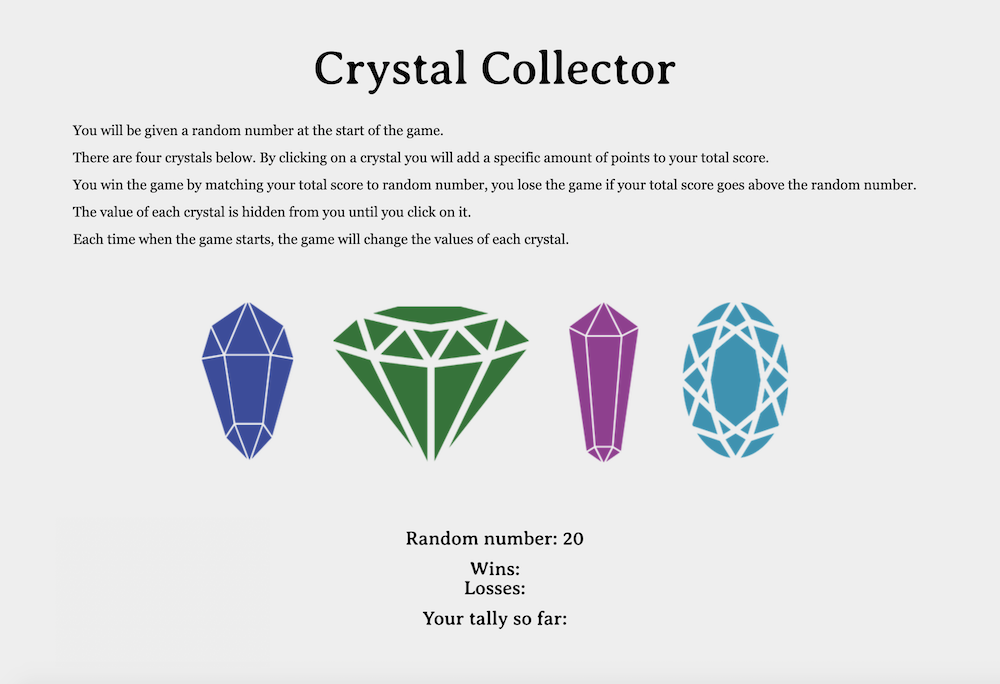 Crystal Collector
You will be given a random number at the start of the game.
There are four crystals below. By clicking on a crystal you will add a specific amount of points to your total score.
You win the game by matching your total score to random number, you lose the game if your total score goes above the random number.
The value of each crystal is hidden from you until you click on it.
Each time when the game starts, the game will change the values of each crystal.
Random number: 20
Wins:
Losses:
Your tally so far: